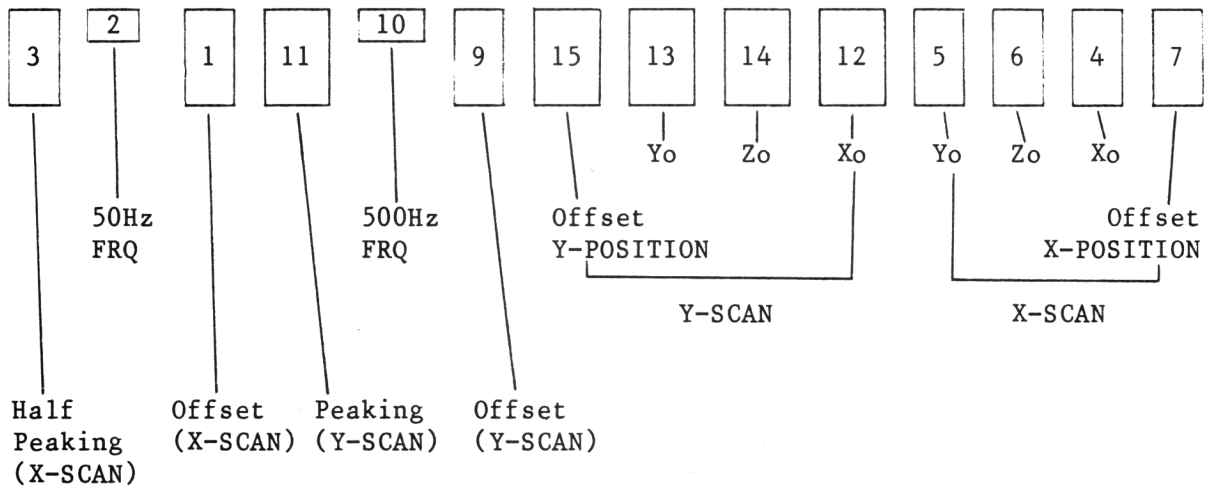 3 2 1 11 10 9 15 13 14 12 5 6 4 7
Yo Zo Xo Yo Zo Xo
50Hz
FRQ
500Hz
FRQ
Offset
Y-POSITION
Offset
X-POSITION
Y-SCAN
X-SCAN
Half
Peaking
(X-SCAN)
Offset
(X-SCAN)
Peaking
(Y-SCAN)
Offset
(Y-SCAN)